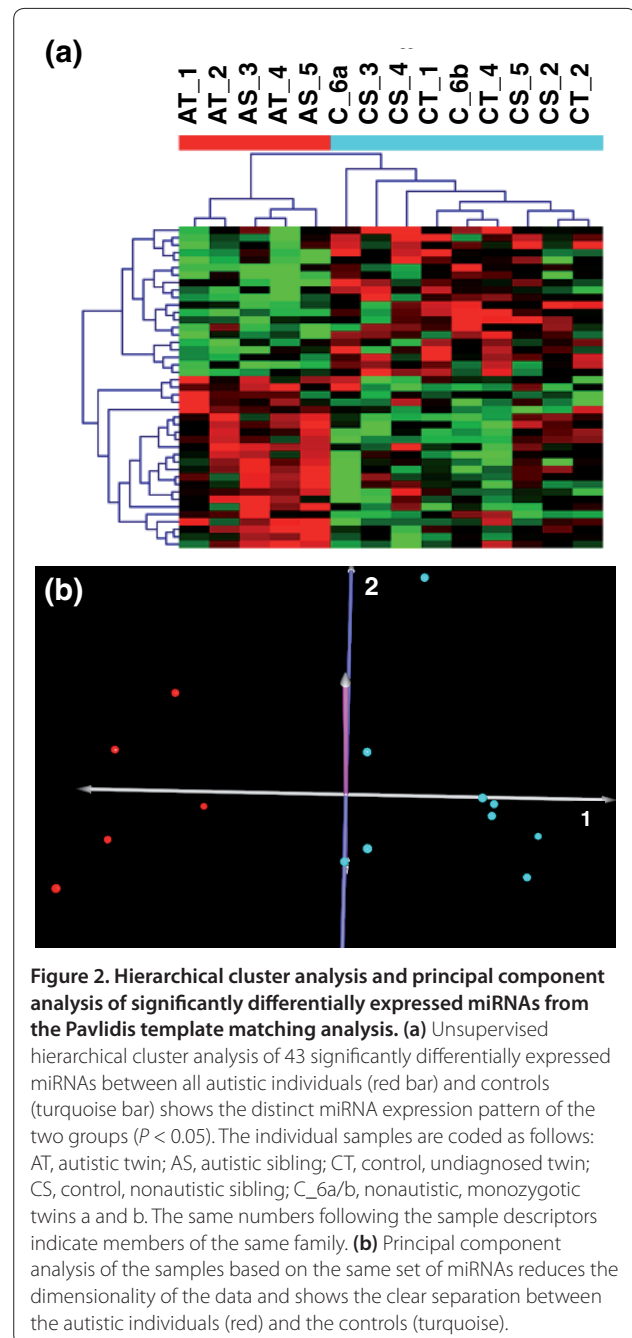 (a)
AT_1 AT_2 AS_3 AT_4 AS_5 C_6a CS_3 CS_4 CT_1 C_6b CT_4 CS_5 CS_2 CT_2
(b)
2
1
Figure 2. Hierarchical cluster analysis and principal component
analysis of significantly differentially expressed miRNAs from
the Pavlidis template matching analysis. (a) Unsupervised
hierarchical cluster analysis of 43 significantly differentially expressed
miRNAs between all autistic individuals (red bar) and controls
(turquoise bar) shows the distinct miRNA expression pattern of the
two groups (P < 0.05). The individual samples are coded as follows:
AT, autistic twin; AS, autistic sibling; CT, control, undiagnosed twin;
CS, control, nonautistic sibling; C_6a/b, nonautistic, monozygotic
twins a and b. The same numbers following the sample descriptors
indicate members of the same family. (b) Principal component
analysis of the samples based on the same set of miRNAs reduces the
dimensionality of the data and shows the clear separation between
the autistic individuals (red) and the controls (turquoise).